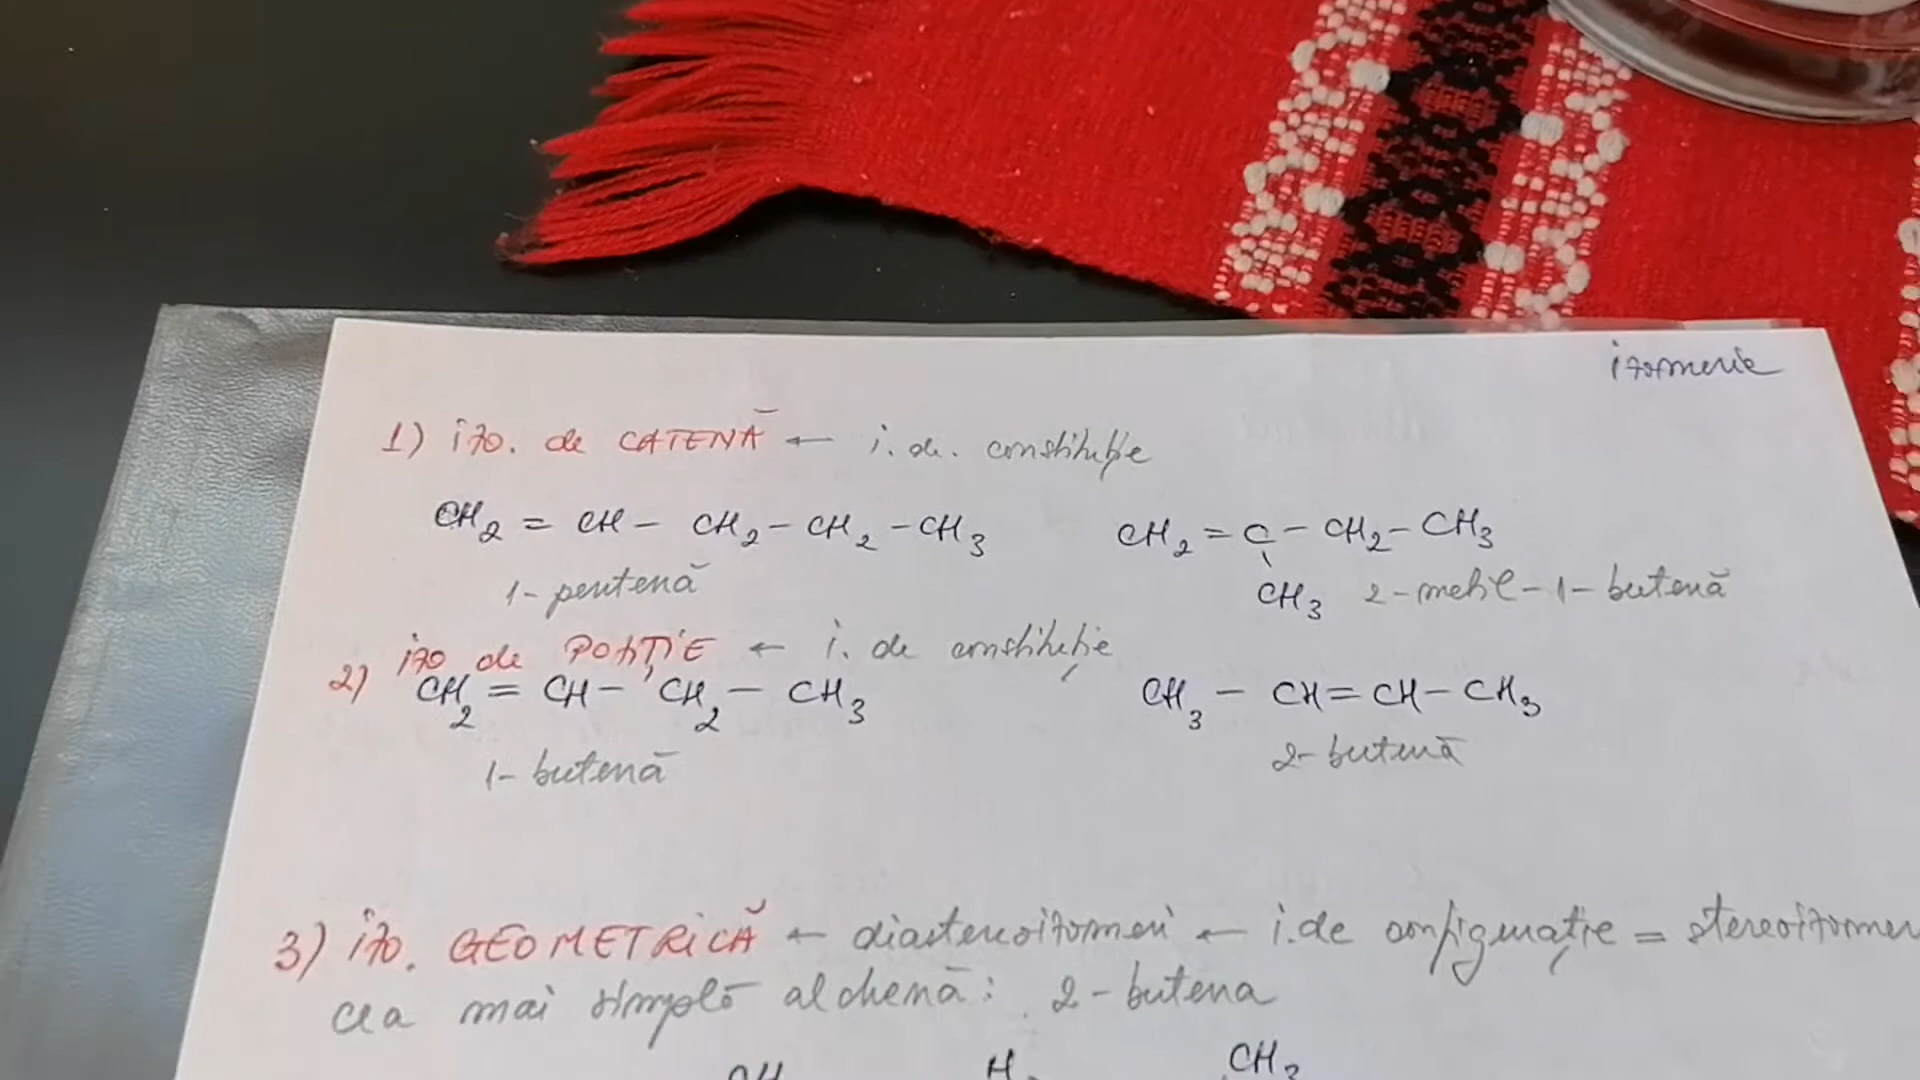 izomerie
1) izo. de CATENĂ ← i. de. constituție
CH2 = CH - CH2 - CH2 - CH3    CH2 = C - CH2 - CH3
1- pentenă    CH3    2-metil-1-butenă
2) izo de POZIȚIE ← i. de constituție
CH2 = CH - CH2 - CH3    CH3 - CH = CH - CH3
1- butenă    2- butenă
3) izo. GEOMETRICĂ ← diastereoizomeri ← i. de configurație = stereoizomer
cea mai simplă alchenă: 2-butena
H    CH3